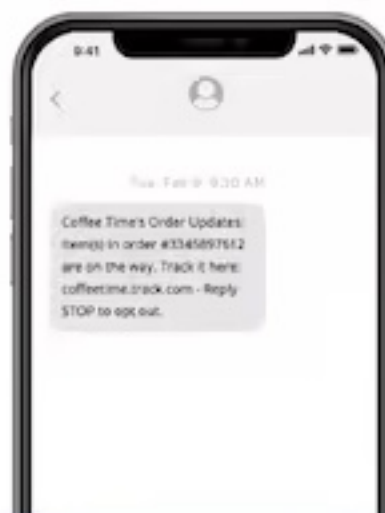 9:41
Tue, Feb 9, 9:30 AM
Coffee Time's Order Updates:
Item(s) in order #3345897612
are on the way. Track it here:
coffeetime.track.com - Reply
STOP to opt out.